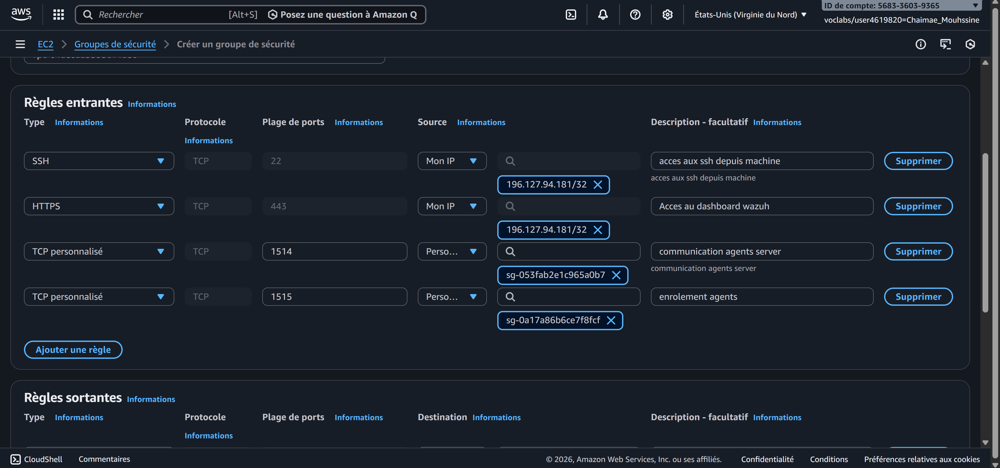 aws
Rechercher [Alt+S] Posez une question à Amazon Q
États-Unis (Virginie du Nord)
ID de compte: 5683-3603-9365
voclabs/user4619820=Chaimae_Mouhssine
EC2 Groupes de sécurité Créer un groupe de sécurité
Règles entrantes Informations
Type Informations Protocole Plage de ports Informations Source Informations Description - facultatif Informations
Informations
SSH TCP 22 Mon IP acces aux ssh depuis machine Supprimer
acces aux ssh depuis machine
196.127.94.181/32
HTTPS TCP 443 Mon IP Acces au dashboard wazuh Supprimer
196.127.94.181/32
TCP personnalisé TCP 1514 Perso... communication agents server Supprimer
communication agents server
sg-053fab2e1c965a0b7
TCP personnalisé TCP 1515 Perso... enrolement agents Supprimer
sg-0a17a86b6ce7f8fcf
Ajouter une règle
Règles sortantes Informations
Type Informations Protocole Plage de ports Informations Destination Informations Description - facultatif Informations
Informations
CloudShell Commentaires © 2026, Amazon Web Services, Inc. ou ses affiliés. Confidentialité Conditions Préférences relatives aux cookies